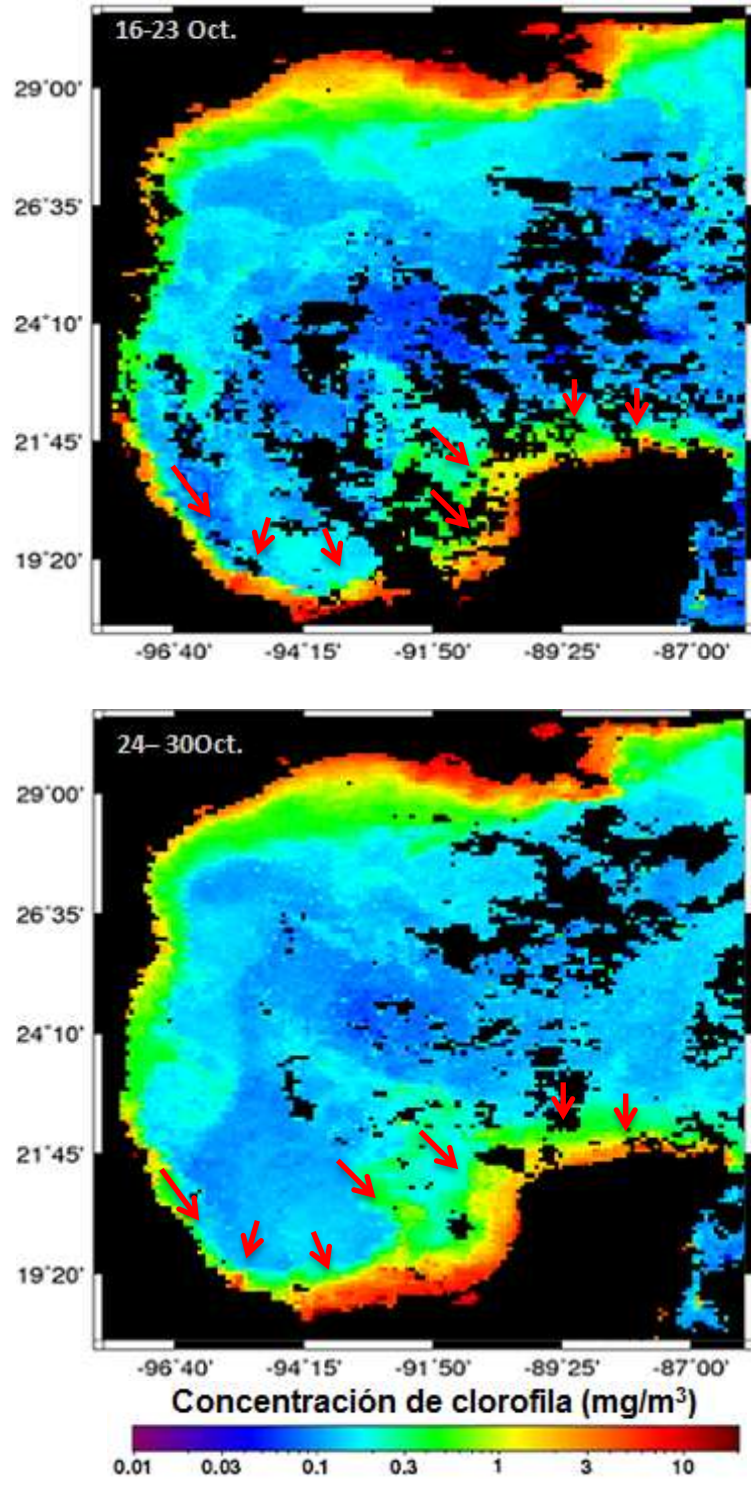 16-23 Oct.
29°00'
26°35'
24°10'
21°45'
19°20'
-96°40' -94°15' -91°50' -89°25' -87°00'
24– 30Oct.
29°00'
26°35'
24°10'
21°45'
19°20'
-96°40' -94°15' -91°50' -89°25' -87°00'
Concentración de clorofila (mg/m³)
0.01 0.03 0.1 0.3 1 3 10